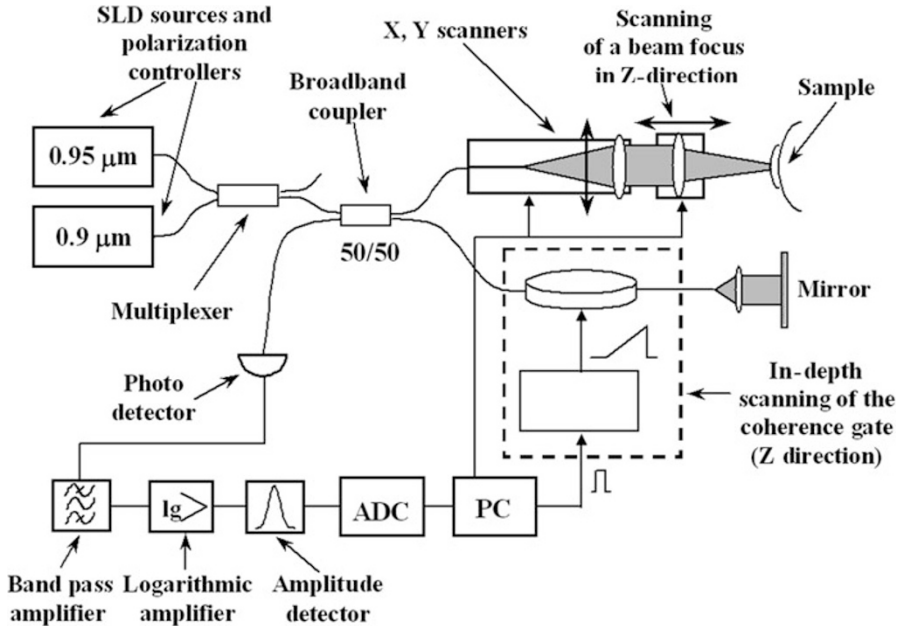 SLD sources and
polarization
controllers
X, Y scanners
Scanning
of a beam focus
in Z-direction
Broadband
coupler
Sample
0.95 μm
0.9 μm
50/50
Multiplexer
Mirror
Photo
detector
In-depth
scanning of the
coherence gate
(Z direction)
lg
ADC
PC
Band pass
amplifier
Logarithmic
amplifier
Amplitude
detector